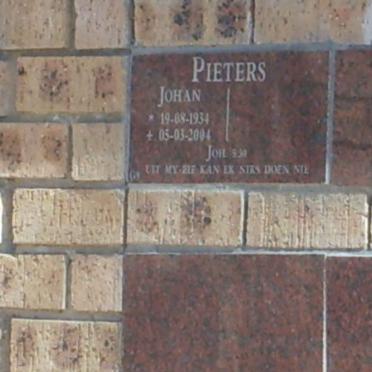 PIETERS
JOHAN
* 19-08-1934
+ 05-03-2004
JOH. 5:30
UIT MY-SELF KAN EK NIKS DOEN NIE